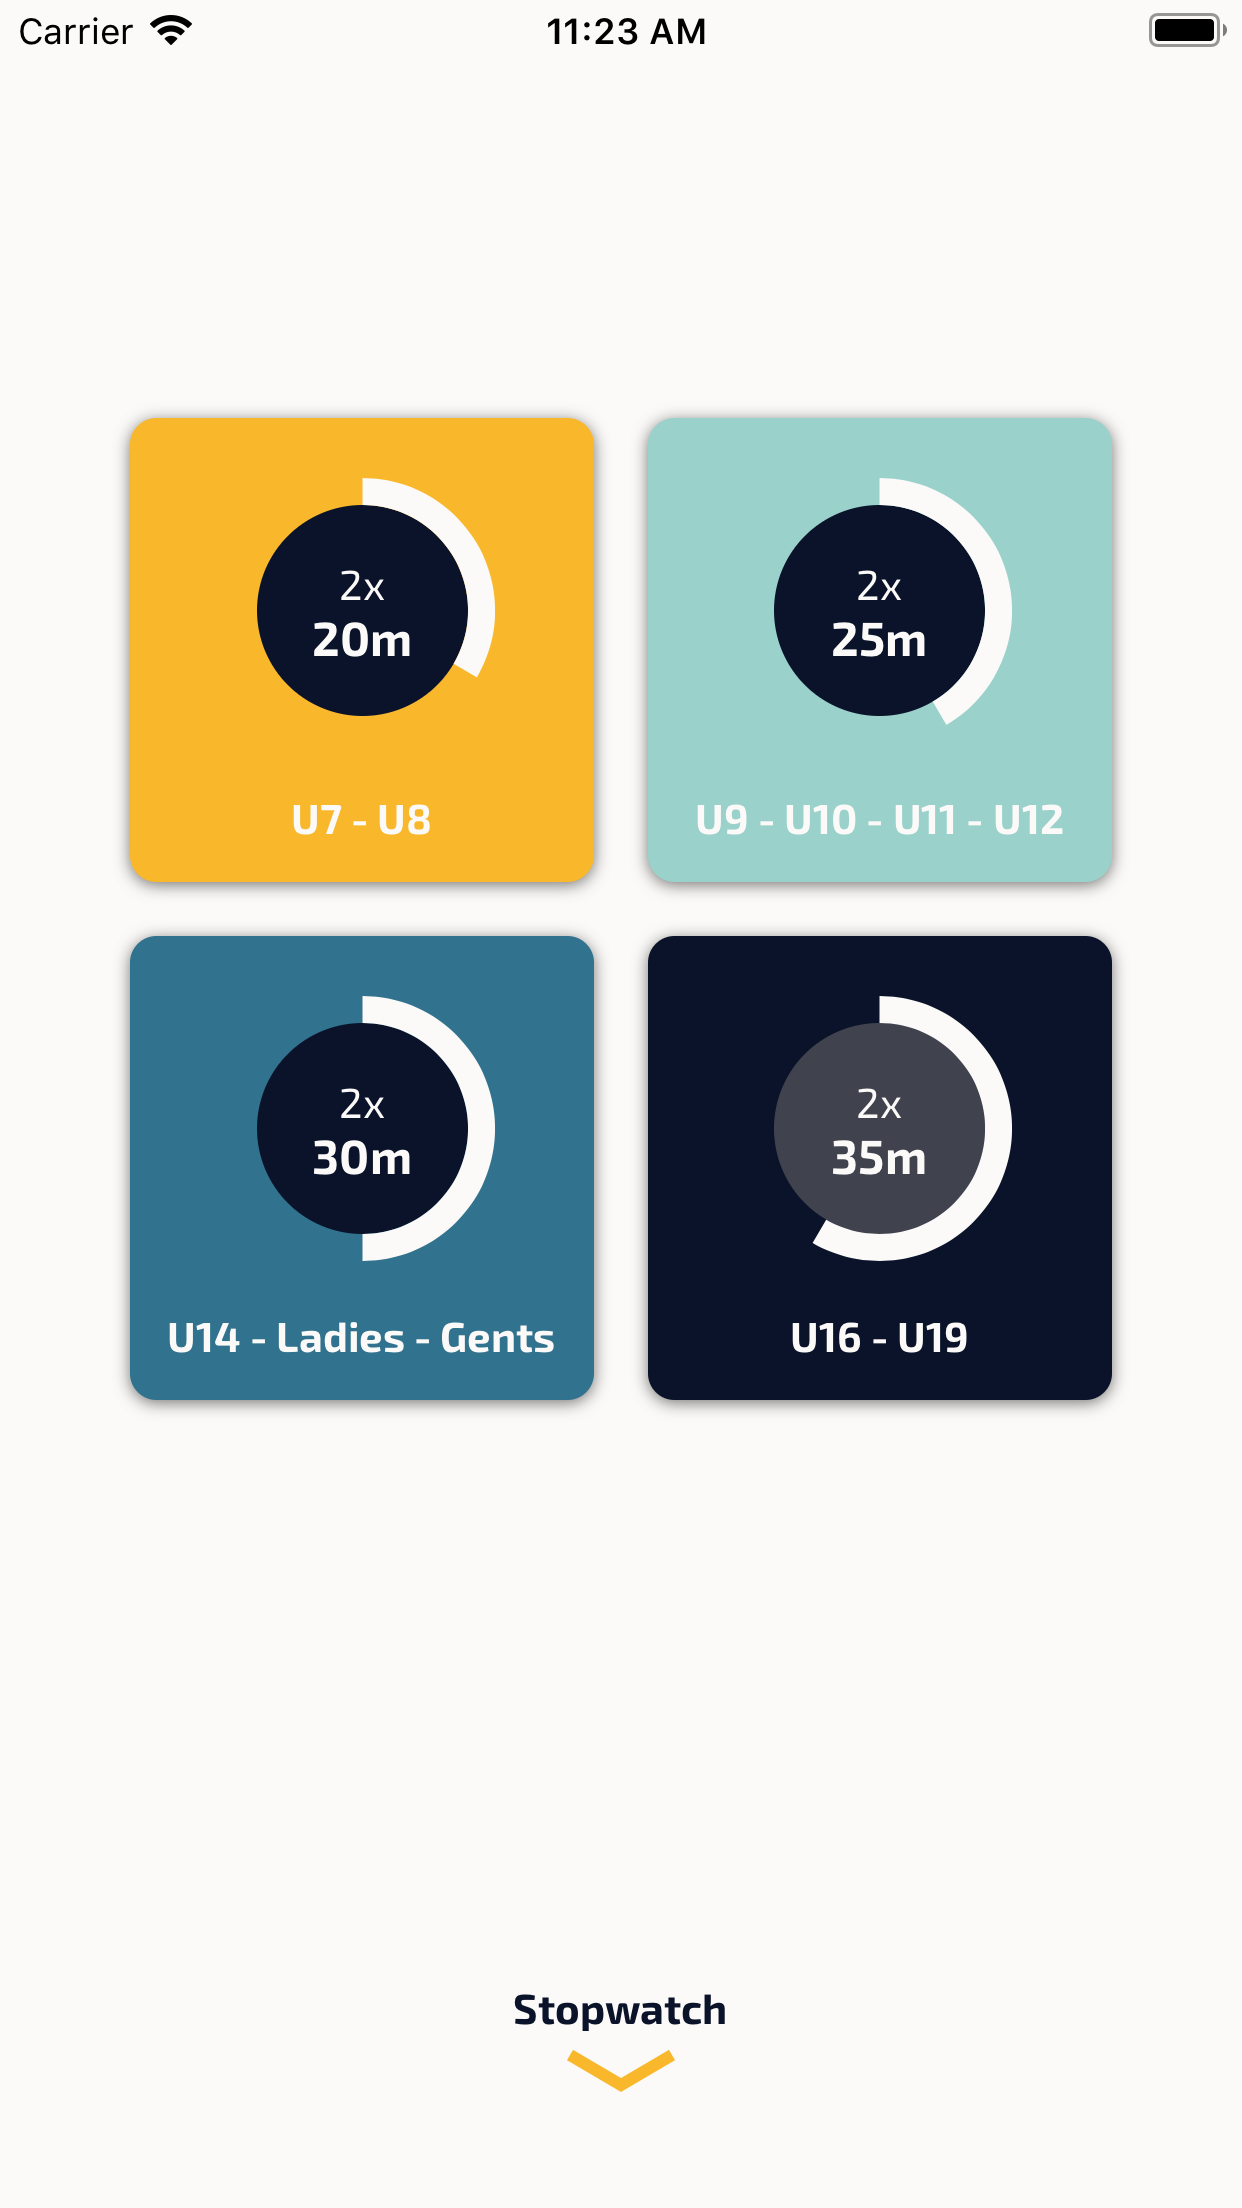 Carrier 11:23 AM
2x
20m
U7 - U8
2x
25m
U9 - U10 - U11 - U12
2x
30m
U14 - Ladies - Gents
2x
35m
U16 - U19
Stopwatch